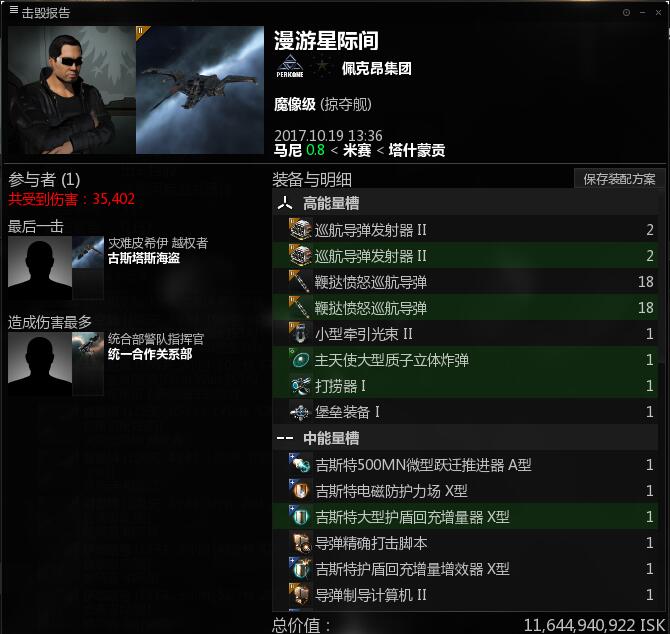 击毁报告
漫游星际间
PERKONE
佩克昂集团
魔像级 (掠夺舰)
2017.10.19 13:36
马尼 0.8 < 米赛 < 塔什蒙贡
参与者 (1)
共受到伤害：35,402
最后一击
灾难皮希伊 越权者
古斯塔斯海盗
造成伤害最多
统合部警队指挥官
统一合作关系部
装备与明细
保存装配方案
高能量槽
巡航导弹发射器 II 2
巡航导弹发射器 II 2
鞭挞愤怒巡航导弹 18
鞭挞愤怒巡航导弹 18
小型牵引光束 II 1
主天使大型质子立体炸弹 1
打捞器 I 1
堡垒装备 I 1
中能量槽
吉斯特500MN微型跃迁推进器 A型 1
吉斯特电磁防护力场 X型 1
吉斯特大型护盾回充增量器 X型 1
导弹精确打击脚本 1
吉斯特护盾回充增量增效器 X型 1
导弹制导计算机 II 1
总价值： 11,644,940,922 ISK